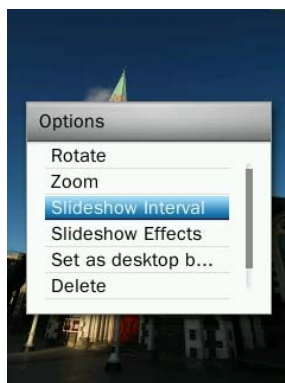 Options
Rotate
Zoom
Slideshow Interval
Slideshow Effects
Set as desktop b...
Delete